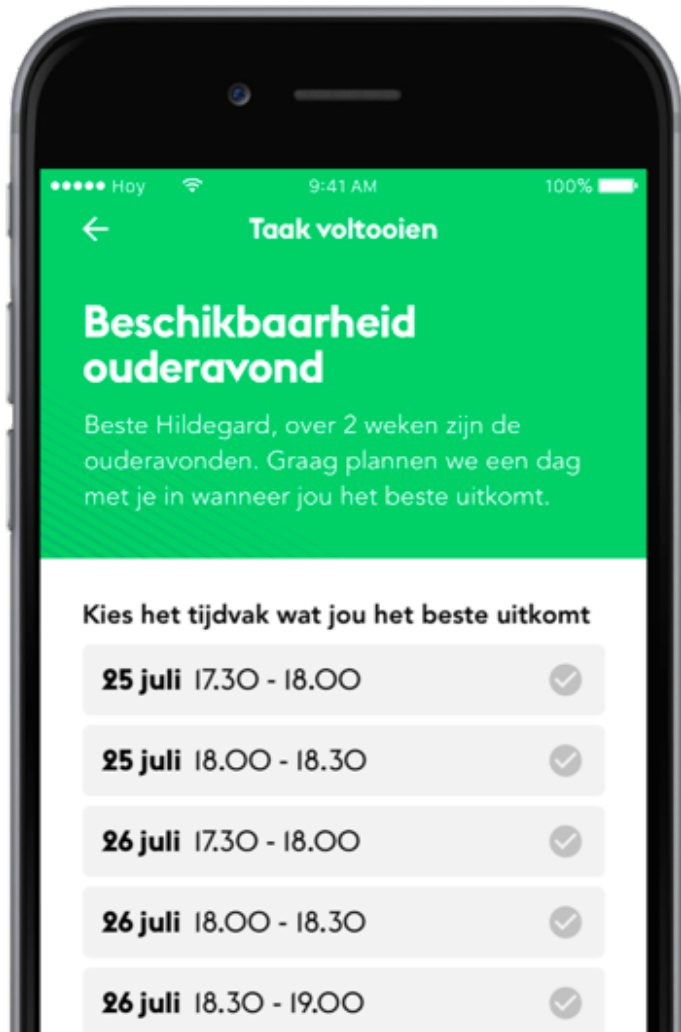 Hoy 9:41 AM 100%
Taak voltooien
Beschikbaarheid
ouderavond
Beste Hildegard, over 2 weken zijn de
ouderavonden. Graag plannen we een dag
met je in wanneer jou het beste uitkomt.
Kies het tijdvak wat jou het beste uitkomt
25 juli 17.30 - 18.00
25 juli 18.00 - 18.30
26 juli 17.30 - 18.00
26 juli 18.00 - 18.30
26 juli 18.30 - 19.00